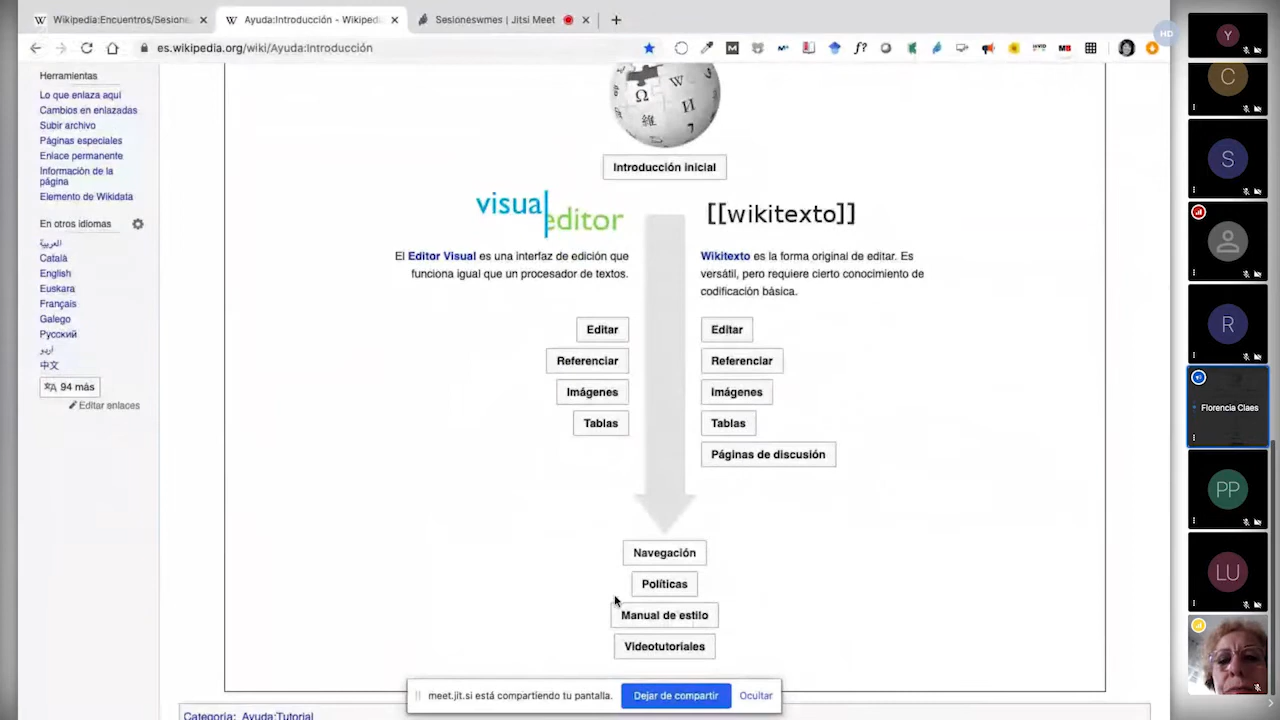 Wikipedia:Encuentros/Sesione
Ayuda:Introducción - Wikiped
Sesioneswmes | Jitsi Meet
es.wikipedia.org/wiki/Ayuda:Introducción
HD
Herramientas
Lo que enlaza aquí
Cambios en enlazadas
Subir archivo
Páginas especiales
Enlace permanente
Información de la
página
Elemento de Wikidata
En otros idiomas
العربية
Català
English
Euskara
Français
Galego
Русский
اردو
中文
94 más
Editar enlaces
Introducción inicial
visual
editor
[[wikitexto]]
El Editor Visual es una interfaz de edición que
funciona igual que un procesador de textos.
Wikitexto es la forma original de editar. Es
versátil, pero requiere cierto conocimiento de
codificación básica.
Editar
Referenciar
Imágenes
Tablas
Editar
Referenciar
Imágenes
Tablas
Páginas de discusión
Navegación
Políticas
Manual de estilo
Videotutoriales
meet.jit.si está compartiendo tu pantalla.
Dejar de compartir
Ocultar
Categoría: Ayuda:Tutorial
Y
C
S
R
Florencia Claes
PP
LU